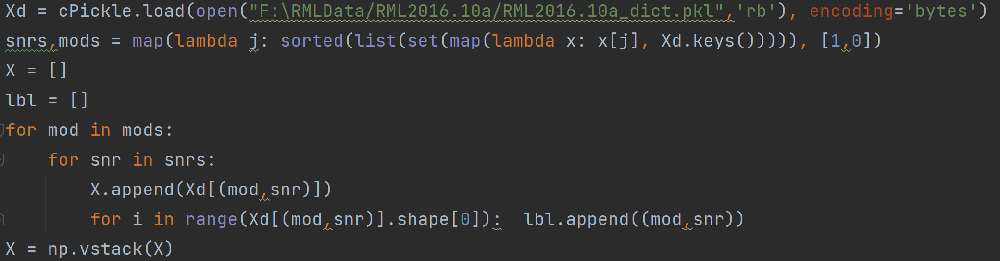 Xd = cPickle.load(open("F:\RMLData/RML2016.10a/RML2016.10a_dict.pkl",'rb'), encoding='bytes')
snrs,mods = map(lambda j: sorted(list(set(map(lambda x: x[j], Xd.keys())))), [1,0])
X = []
lbl = []
for mod in mods:
    for snr in snrs:
        X.append(Xd[(mod,snr)])
        for i in range(Xd[(mod,snr)].shape[0]):  lbl.append((mod,snr))
X = np.vstack(X)